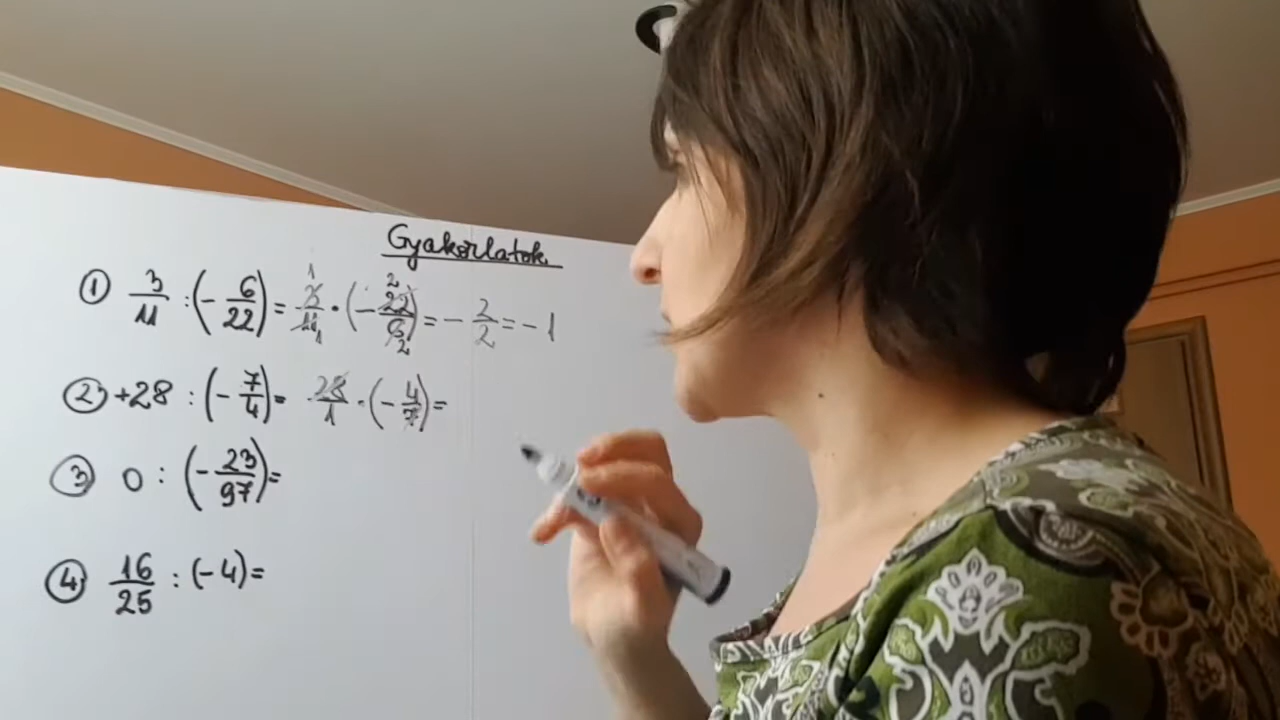 Gyakorlatok
① 3/11 : (- 6/22) = 3/11 · (- 22/6) = - 2/2 = - 1
② +28 : (- 7/4) = 28/1 · (- 4/7) =
③ 0 : (- 23/97) =
④ 16/25 : (- 4) =